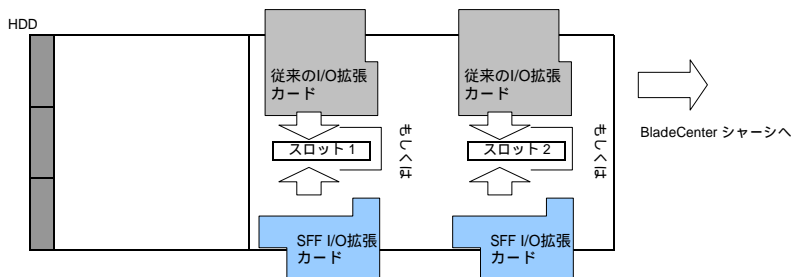 HDD
従来のI/O拡張
カード
従来のI/O拡張
カード
スロット 1
もしくは
スロット 2
もしくは
BladeCenter シャーシへ
SFF I/O拡張
カード
SFF I/O拡張
カード